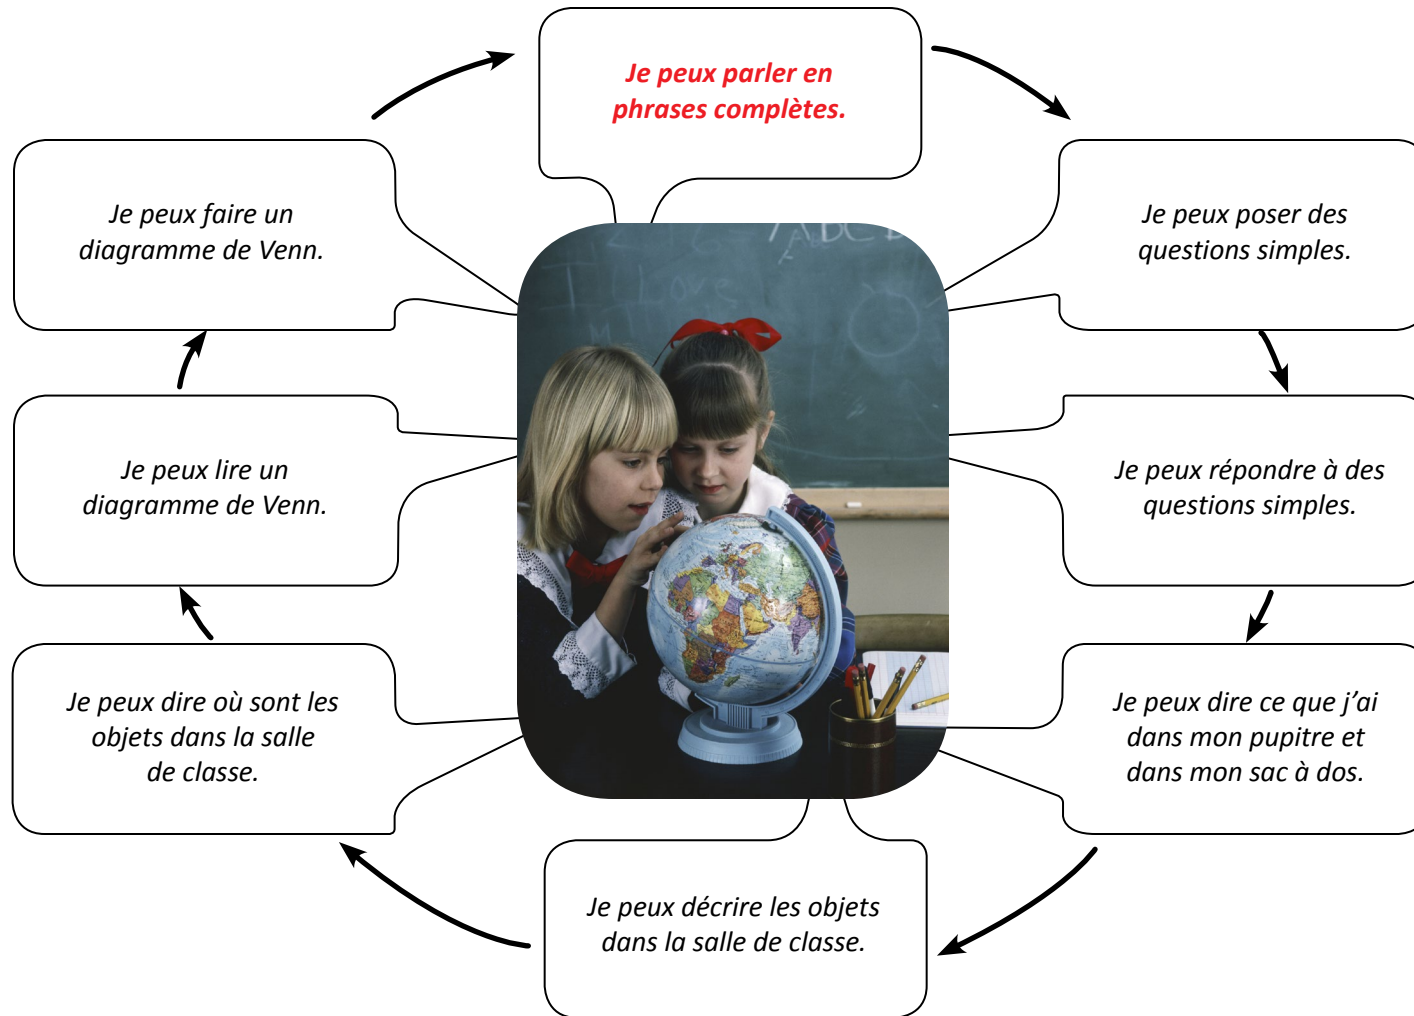 Je peux parler en
phrases complètes.
Je peux poser des
questions simples.
Je peux répondre à des
questions simples.
Je peux dire ce que j’ai
dans mon pupitre et
dans mon sac à dos.
Je peux décrire les objets
dans la salle de classe.
Je peux dire où sont les
objets dans la salle
de classe.
Je peux lire un
diagramme de Venn.
Je peux faire un
diagramme de Venn.
Love